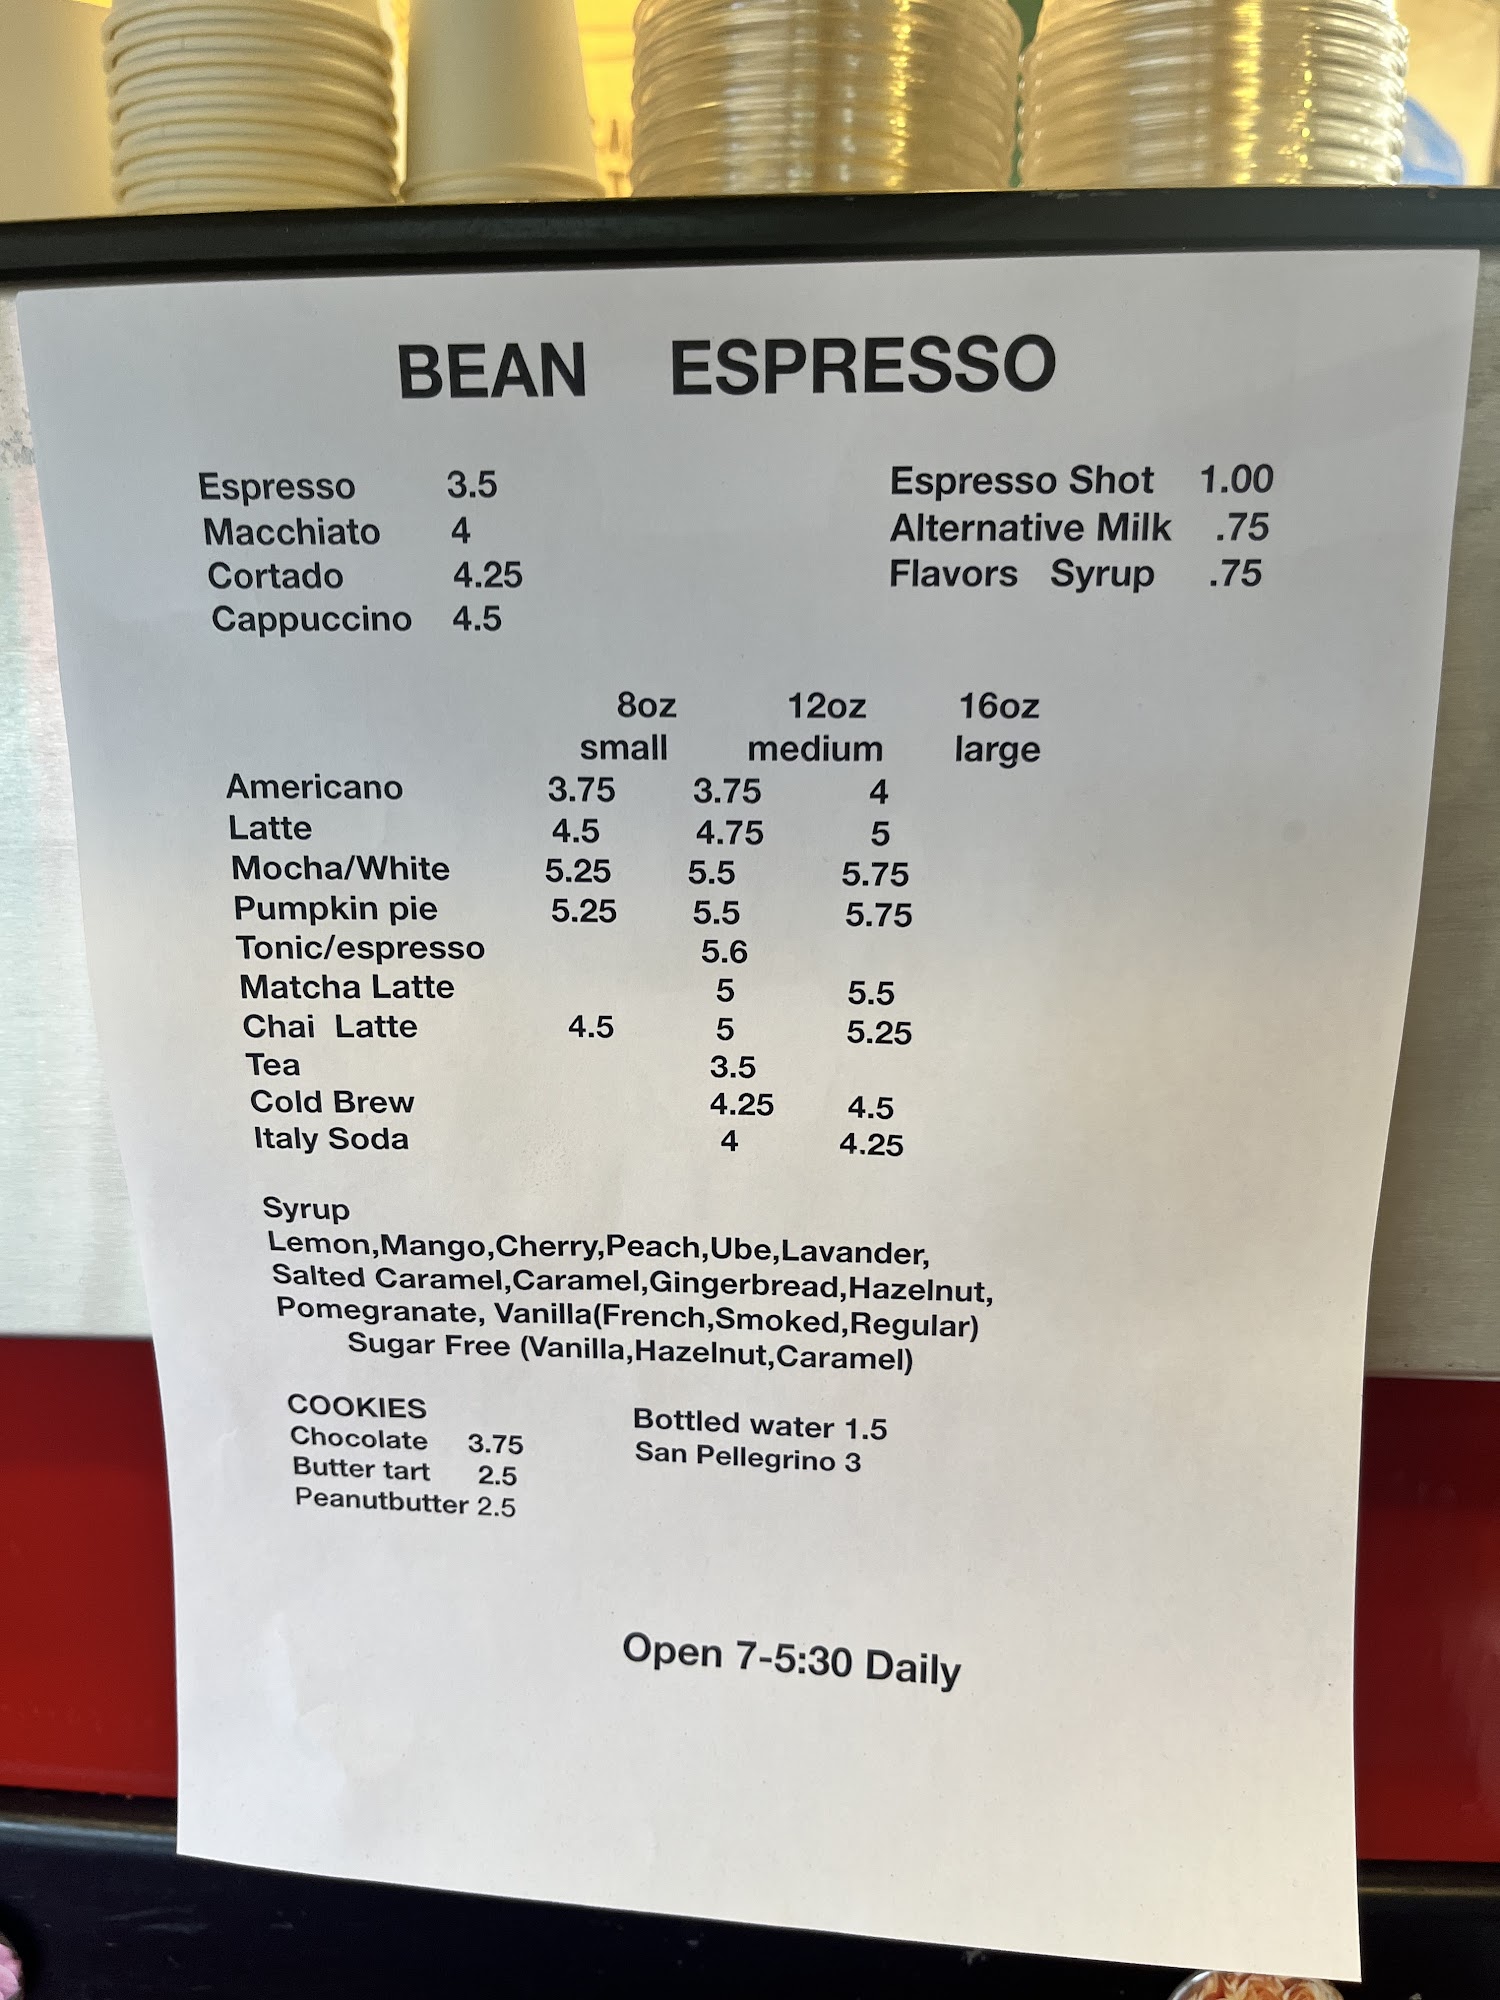 BEAN ESPRESSO
Espresso 3.5
Macchiato 4
Cortado 4.25
Cappuccino 4.5
Espresso Shot 1.00
Alternative Milk .75
Flavors Syrup .75
8oz 12oz 16oz
small medium large
Americano 3.75 3.75 4
Latte 4.5 4.75 5
Mocha/White 5.25 5.5 5.75
Pumpkin pie 5.25 5.5 5.75
Tonic/espresso 5.6
Matcha Latte 5 5.5
Chai Latte 4.5 5 5.25
Tea 3.5
Cold Brew 4.25 4.5
Italy Soda 4 4.25
Syrup
Lemon,Mango,Cherry,Peach,Ube,Lavander,
Salted Caramel,Caramel,Gingerbread,Hazelnut,
Pomegranate, Vanilla(French,Smoked,Regular)
Sugar Free (Vanilla,Hazelnut,Caramel)
COOKIES
Chocolate 3.75
Butter tart 2.5
Peanutbutter 2.5
Bottled water 1.5
San Pellegrino 3
Open 7-5:30 Daily